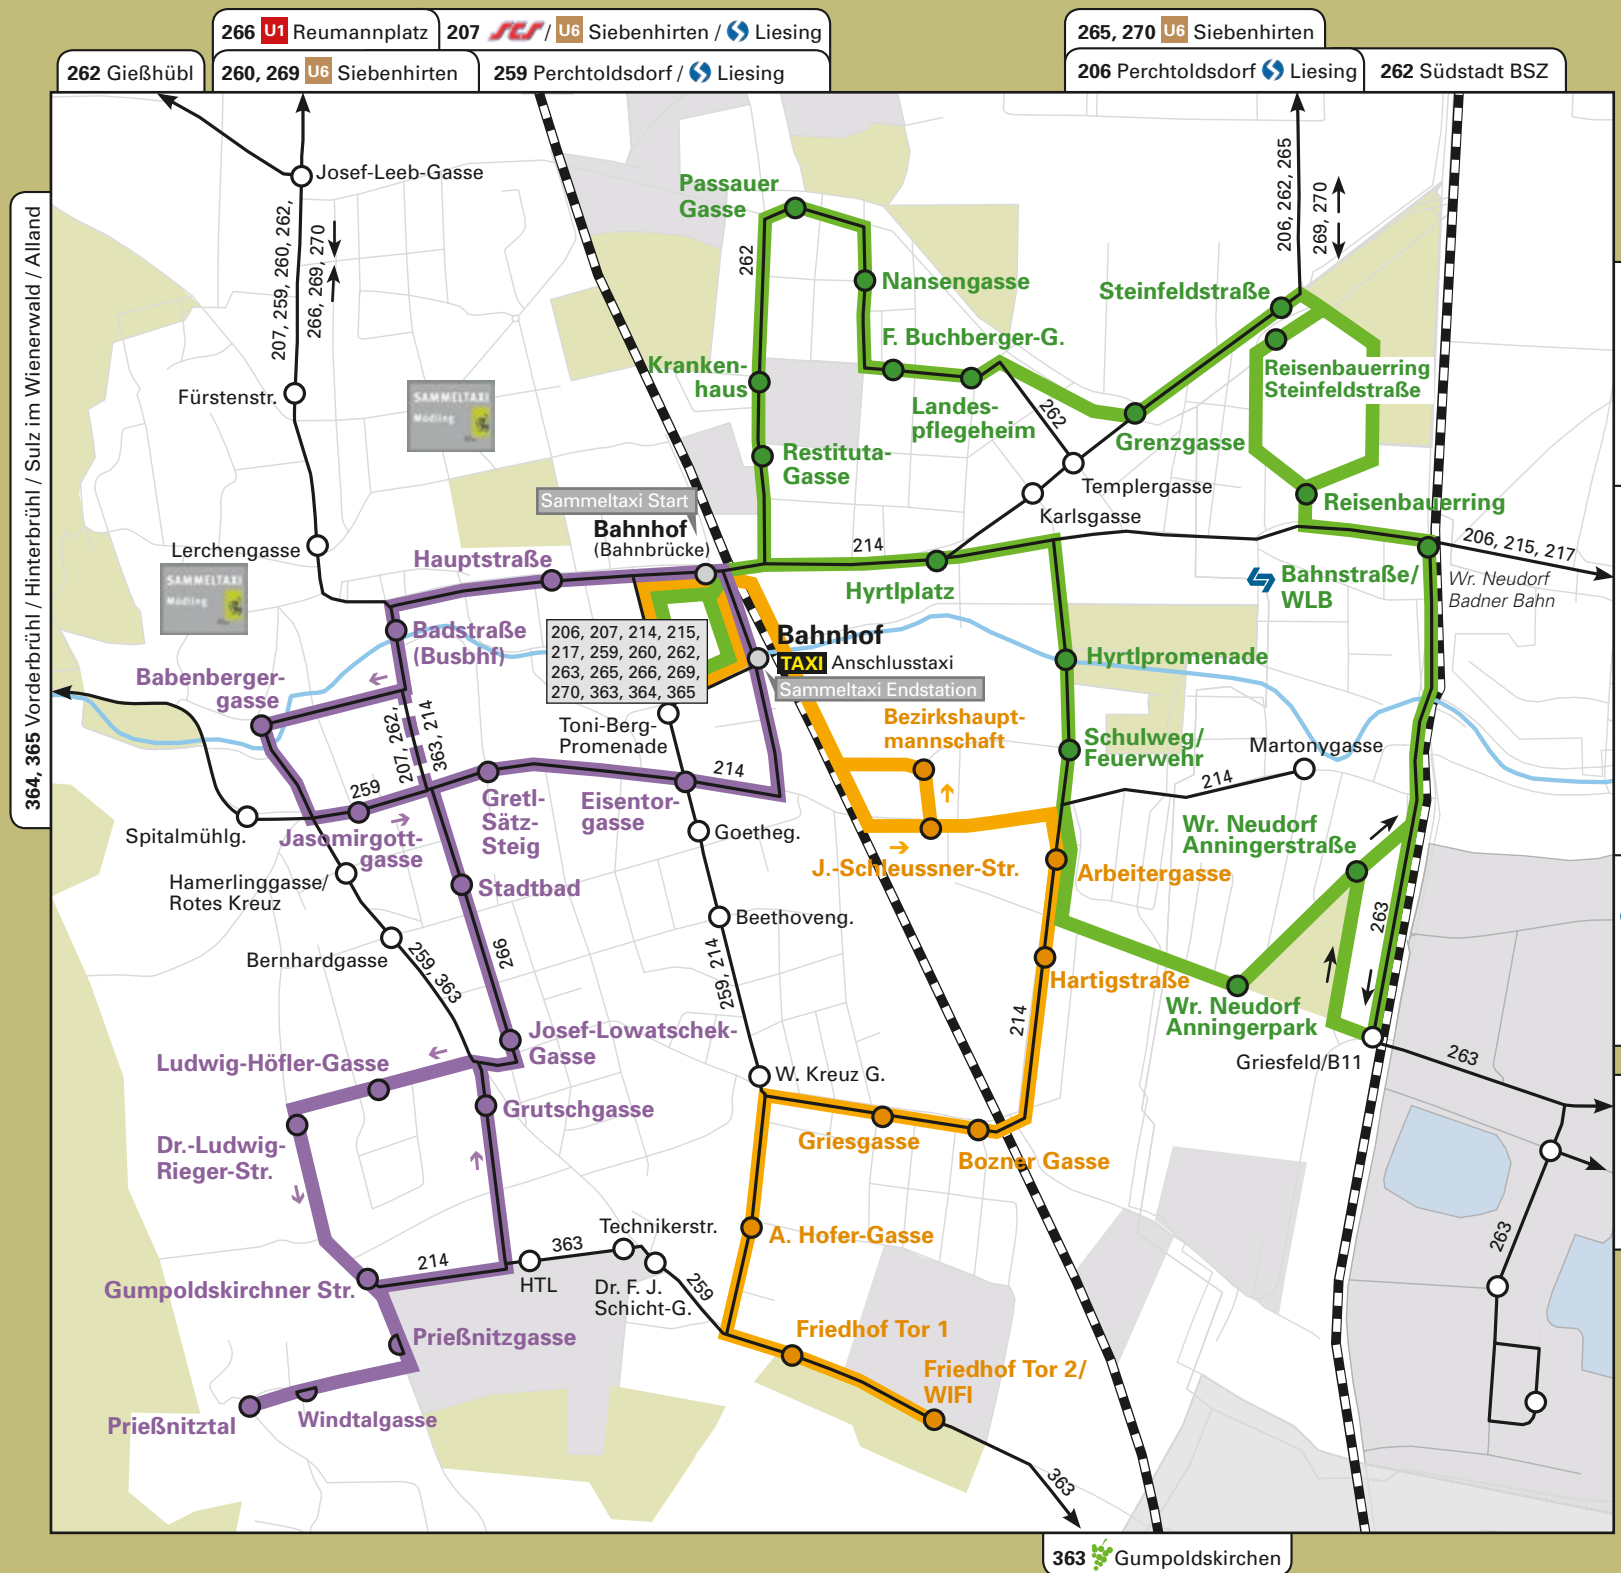 266 U1 Reumannplatz
207 SCS / U6 Siebenhirten / Liesing
265, 270 U6 Siebenhirten
262 Gießhübl
260, 269 U6 Siebenhirten
259 Perchtoldsdorf / Liesing
206 Perchtoldsdorf Liesing
262 Südstadt BSZ
364, 365 Vorderbrühl / Hinterbrühl / Sulz im Wienerwald / Alland
Josef-Leeb-Gasse
207, 259, 260, 262,
266, 269, 270
Fürstenstr.
Lerchengasse
SAMMELTAXI
Mödling
SAMMELTAXI
Mödling
Passauer
Gasse
262
Nansengasse
F. Buchberger-G.
Kranken-
haus
Landes-
pflegeheim
Restituta-
Gasse
262
Steinfeldstraße
206, 262, 265
269, 270
Reisenbauerring
Steinfeldstraße
Grenzgasse
Templergasse
Karlsgasse
Reisenbauerring
206, 215, 217
Wr. Neudorf
Badner Bahn
Bahnstraße/
WLB
Sammeltaxi Start
Bahnhof
(Bahnbrücke)
214
Hyrtlplatz
Hauptstraße
Badstraße
(Busbhf)
Babenberger-
gasse
206, 207, 214, 215,
217, 259, 260, 262,
263, 265, 266, 269,
270, 363, 364, 365
Bahnhof
TAXI Anschlusstaxi
Sammeltaxi Endstation
Hyrtlpromenade
Toni-Berg-
Promenade
207, 262,
363, 214
Bezirkshaupt-
mannschaft
Schulweg/
Feuerwehr
Martonygasse
214
214
259
Gretl-
Sätz-
Steig
Eisentor-
gasse
Spitalmühlg.
Jasomirgott-
gasse
Goetheg.
J.-Schleussner-Str.
Arbeitergasse
Wr. Neudorf
Anningerstraße
Hamerlinggasse/
Rotes Kreuz
Stadtbad
Beethoveng.
263
Bernhardgasse
259, 363
266
259, 214
Hartigstraße
Wr. Neudorf
Anningerpark
214
Griesfeld/B11
263
Josef-Lowatschek-
Gasse
Ludwig-Höfler-Gasse
W. Kreuz G.
Grutschgasse
Griesgasse
Bozner Gasse
Dr.-Ludwig-
Rieger-Str.
263
Technikerstr.
A. Hofer-Gasse
214
363
HTL
Dr. F. J.
Schicht-G.
259
Gumpoldskirchner Str.
Prießnitzgasse
Friedhof Tor 1
Friedhof Tor 2/
WIFI
Prießnitztal
Windtalgasse
363
363 Gumpoldskirchen